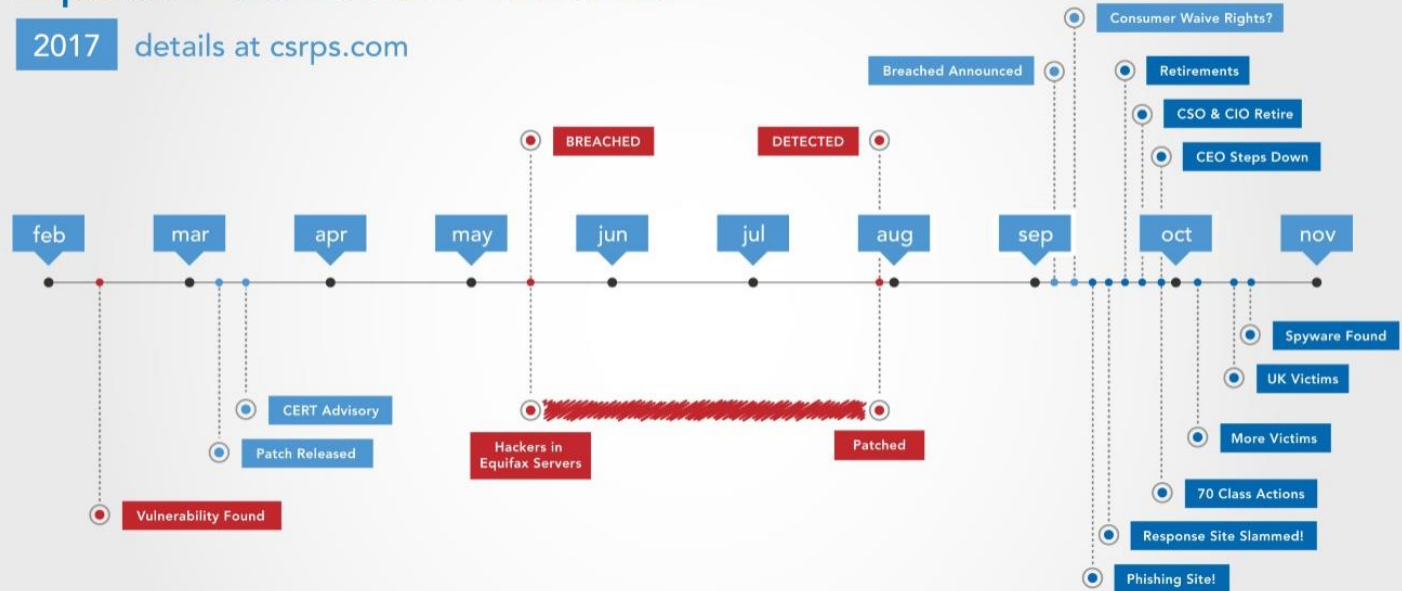 2017 details at csrps.com
Consumer Waive Rights?
Breached Announced
Retirements
CSO & CIO Retire
CEO Steps Down
BREACHED
DETECTED
feb
mar
apr
may
jun
jul
aug
sep
oct
nov
Spyware Found
UK Victims
CERT Advisory
Patch Released
Hackers in
Equifax Servers
Patched
More Victims
70 Class Actions
Vulnerability Found
Response Site Slammed!
Phishing Site!